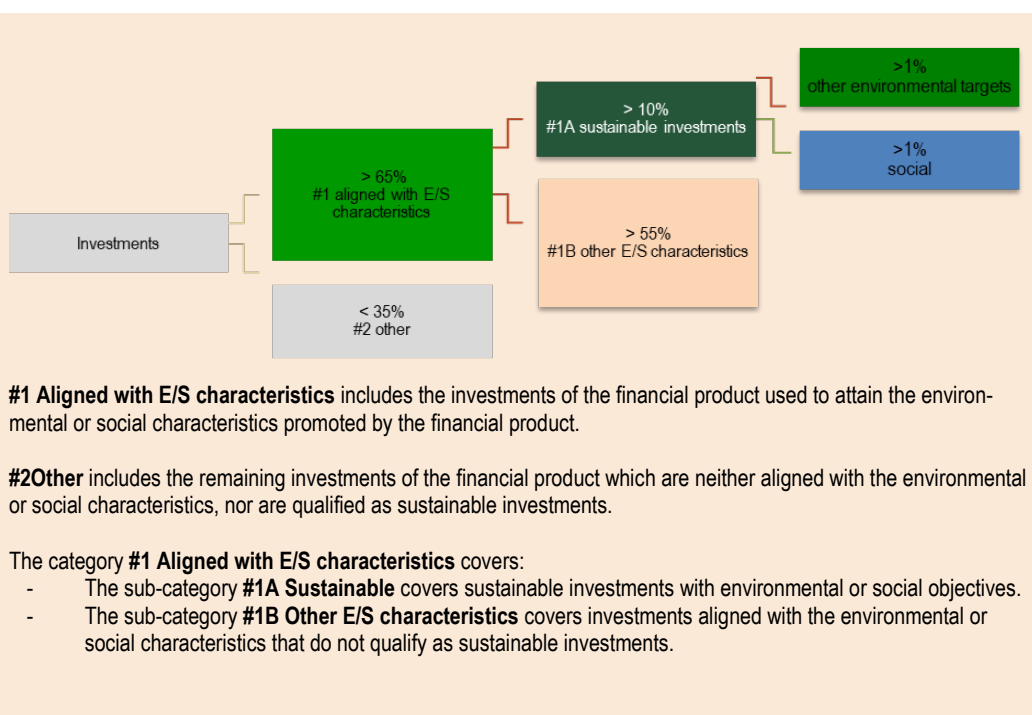 >1%
other environmental targets
> 10%
#1A sustainable investments
>1%
social
> 65%
#1 aligned with E/S
characteristics
> 55%
#1B other E/S characteristics
Investments
< 35%
#2 other
#1 Aligned with E/S characteristics includes the investments of the financial product used to attain the environ-
mental or social characteristics promoted by the financial product.
#2Other includes the remaining investments of the financial product which are neither aligned with the environmental
or social characteristics, nor are qualified as sustainable investments.
The category #1 Aligned with E/S characteristics covers:
- The sub-category #1A Sustainable covers sustainable investments with environmental or social objectives.
- The sub-category #1B Other E/S characteristics covers investments aligned with the environmental or
social characteristics that do not qualify as sustainable investments.